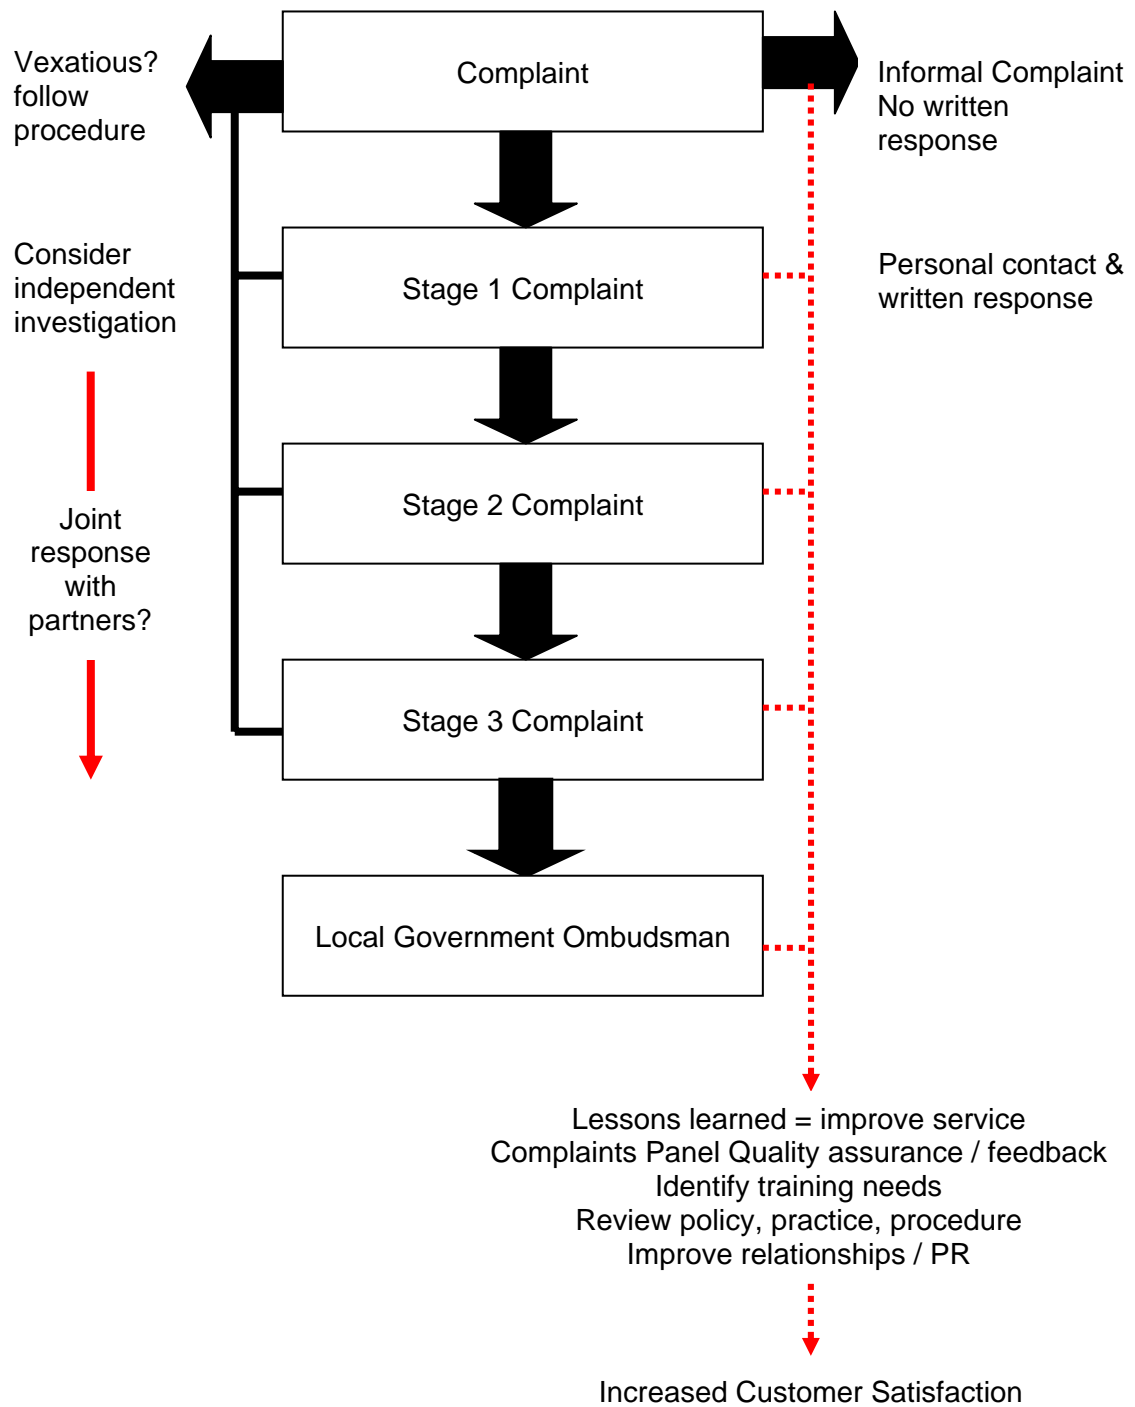 Vexatious?
follow
procedure
Complaint
Informal Complaint
No written
response
Consider
independent
investigation
Stage 1 Complaint
Personal contact &
written response
Stage 2 Complaint
Joint
response
with
partners?
Stage 3 Complaint
Local Government Ombudsman
Lessons learned = improve service
Complaints Panel Quality assurance / feedback
Identify training needs
Review policy, practice, procedure
Improve relationships / PR
Increased Customer Satisfaction